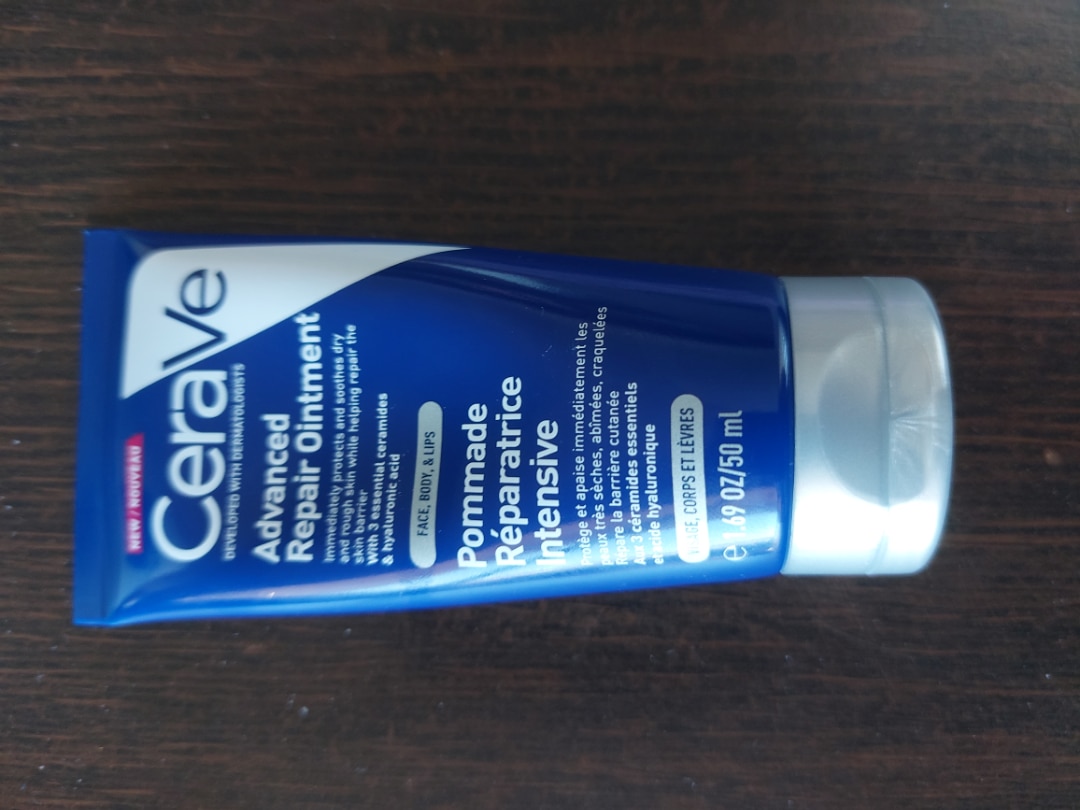 NEW / NOUVEAU
CeraVe
DEVELOPED WITH DERMATOLOGISTS
Advanced
Repair Ointment
Immediately protects and soothes dry
and rough skin while helping repair the
skin barrier
With 3 essential ceramides
& hyaluronic acid
FACE, BODY, & LIPS
Pommade
Réparatrice
Intensive
Protège et apaise immédiatement les
peaux très sèches, abîmées, craquelées
Répare la barrière cutanée
Aux 3 céramides essentiels
et acide hyaluronique
VISAGE, CORPS ET LÈVRES
e 1.69 OZ/50 ml